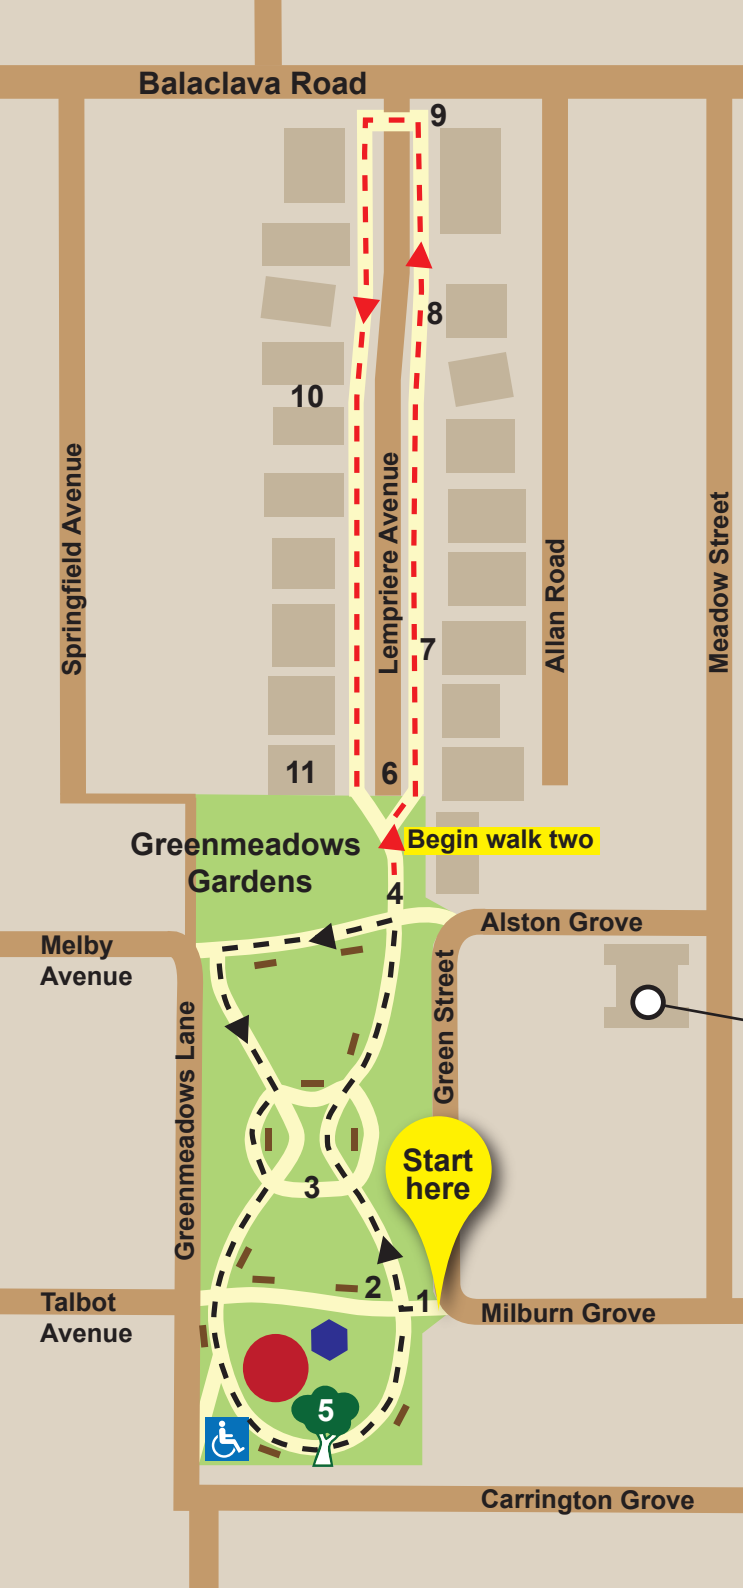 Balaclava Road
9
8
10
Springfield Avenue
Lempriere Avenue
Allan Road
Meadow Street
7
11
6
Begin walk two
Greenmeadows
Gardens
4
Alston Grove
Melby
Avenue
Green Street
Greenmeadows Lane
Start
here
3
2
1
Talbot
Avenue
Milburn Grove
5
Carrington Grove